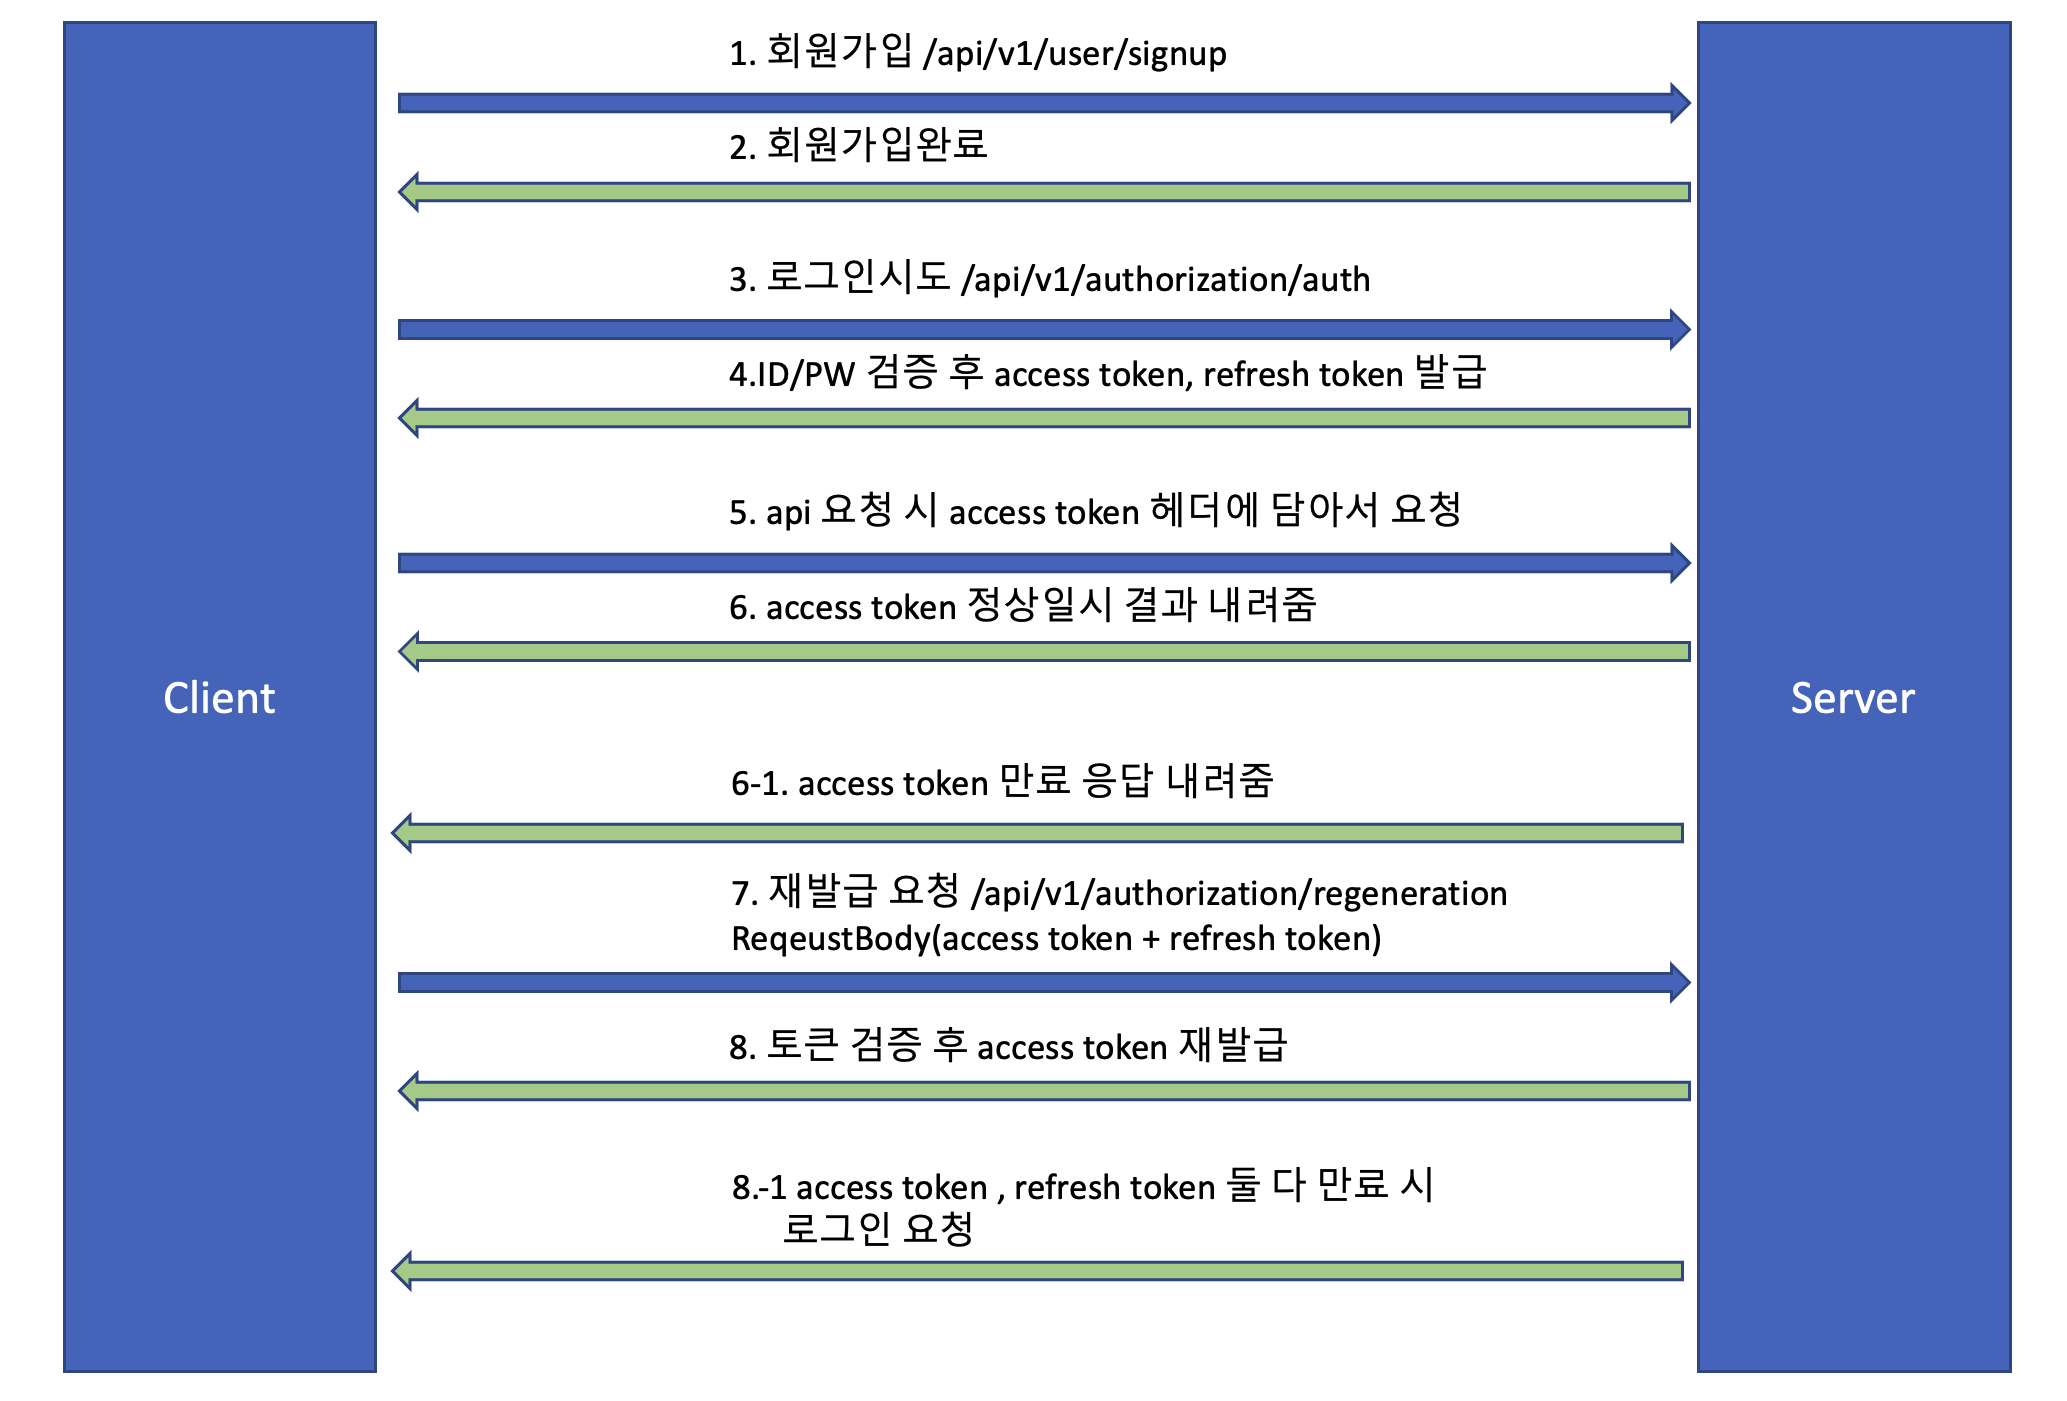 1. 회원가입 /api/v1/user/signup
2. 회원가입완료
3. 로그인시도 /api/v1/authorization/auth
4.ID/PW 검증 후 access token, refresh token 발급
5. api 요청 시 access token 헤더에 담아서 요청
6. access token 정상일시 결과 내려줌
Client
Server
6-1. access token 만료 응답 내려줌
7. 재발급 요청 /api/v1/authorization/regeneration
ReqeustBody(access token + refresh token)
8. 토큰 검증 후 access token 재발급
8.-1 access token , refresh token 둘 다 만료 시
로그인 요청